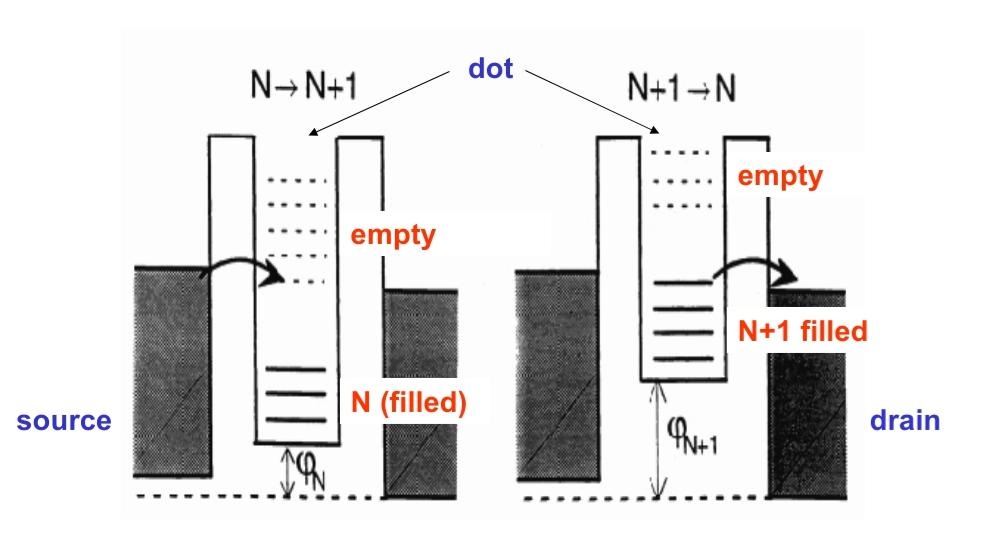 dot
N→N+1
N+1→N
empty
empty
N+1 filled
N (filled)
source
drain
φN+1
φN